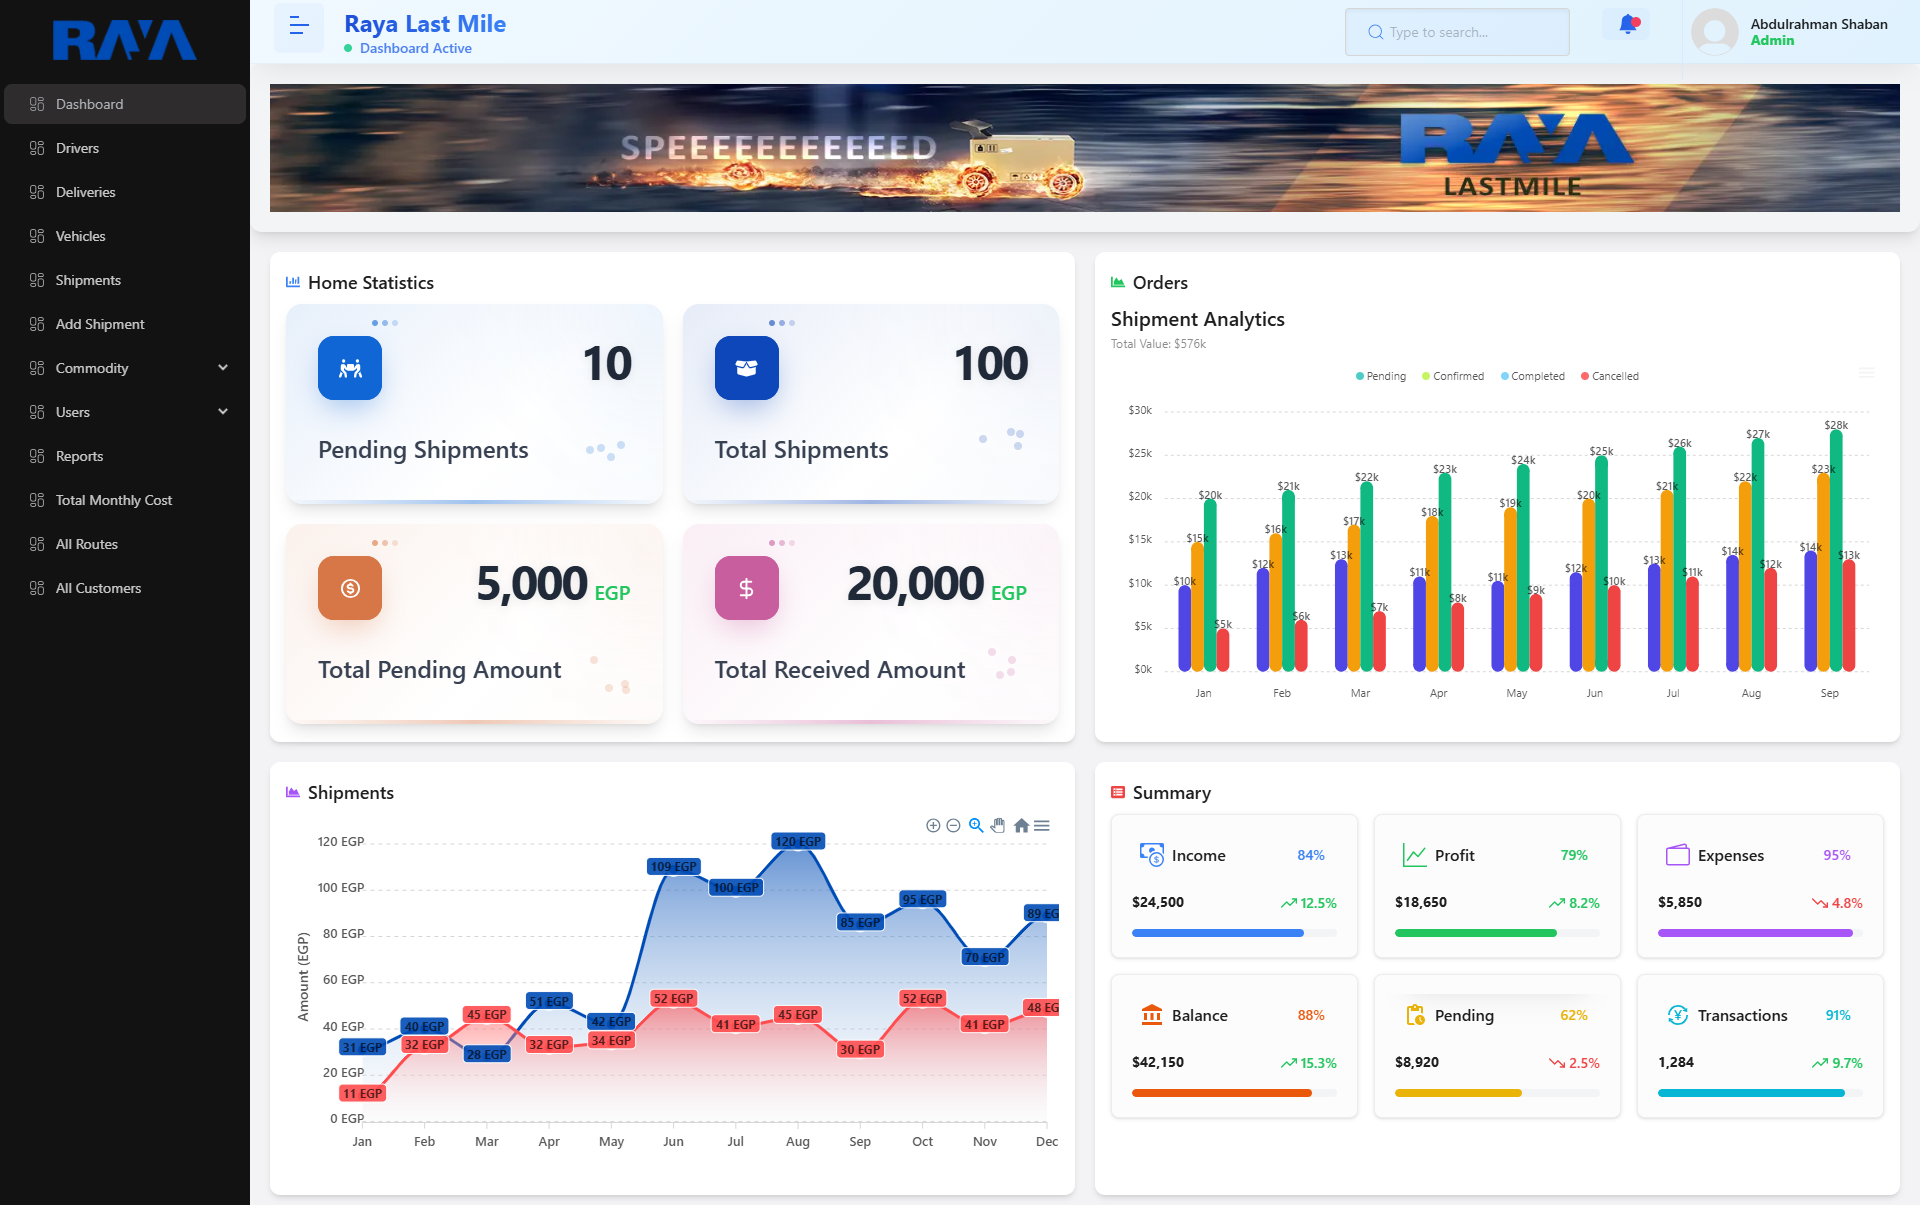 RAYA
Dashboard
Drivers
Deliveries
Vehicles
Shipments
Add Shipment
Commodity
Users
Reports
Total Monthly Cost
All Routes
All Customers
Raya Last Mile
Dashboard Active
Type to search...
Abdulrahman Shaban
Admin
SPEEEEEEEEEEED
RAYA
LASTMILE
Home Statistics
10
Pending Shipments
100
Total Shipments
5,000 EGP
Total Pending Amount
20,000 EGP
Total Received Amount
Orders
Shipment Analytics
Total Value: $576k
Pending Confirmed Completed Cancelled
$30k
$25k
$20k
$15k
$10k
$5k
$0k
$10k $15k $20k $5k
$12k $16k $21k $6k
$13k $17k $22k $7k
$11k $18k $23k $8k
$11k $19k $24k $9k
$12k $20k $25k $10k
$13k $21k $26k $11k
$14k $22k $27k $12k
$14k $23k $28k $13k
Jan Feb Mar Apr May Jun Jul Aug Sep
Shipments
Amount (EGP)
120 EGP
100 EGP
80 EGP
60 EGP
40 EGP
20 EGP
0 EGP
31 EGP 40 EGP 28 EGP 51 EGP 42 EGP 109 EGP 100 EGP 120 EGP 85 EGP 95 EGP 70 EGP 89 EG
11 EGP 32 EGP 45 EGP 32 EGP 34 EGP 52 EGP 41 EGP 45 EGP 30 EGP 52 EGP 41 EGP 48 EG
Jan Feb Mar Apr May Jun Jul Aug Sep Oct Nov Dec
Summary
Income 84%
$24,500 12.5%
Profit 79%
$18,650 8.2%
Expenses 95%
$5,850 4.8%
Balance 88%
$42,150 15.3%
Pending 62%
$8,920 2.5%
Transactions 91%
1,284 9.7%